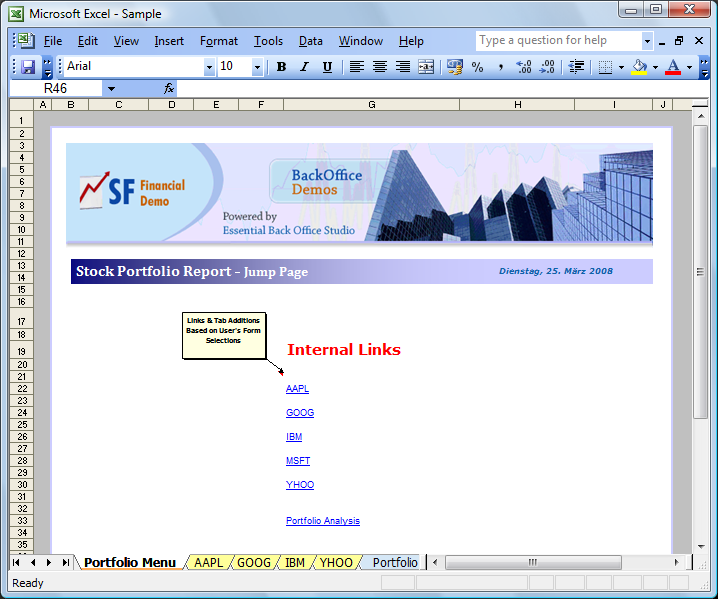 Microsoft Excel - Sample
File Edit View Insert Format Tools Data Window Help Type a question for help
Arial 10 B I U % , .00
R46 fx
A B C D E F G H I J
1
2
3
4
5
6
7
8
9
10
11
12
13
14
15
16
17
18
19
20
21
22
23
24
25
26
27
28
29
30
31
32
33
34
35
SF Financial Demo
BackOffice
Demos
Powered by
Essential Back Office Studio
Stock Portfolio Report – Jump Page Dienstag, 25. März 2008
Links & Tab Additions
Based on User's Form
Selections
Internal Links
AAPL
GOOG
IBM
MSFT
YHOO
Portfolio Analysis
Portfolio Menu AAPL GOOG IBM YHOO Portfolio
Ready